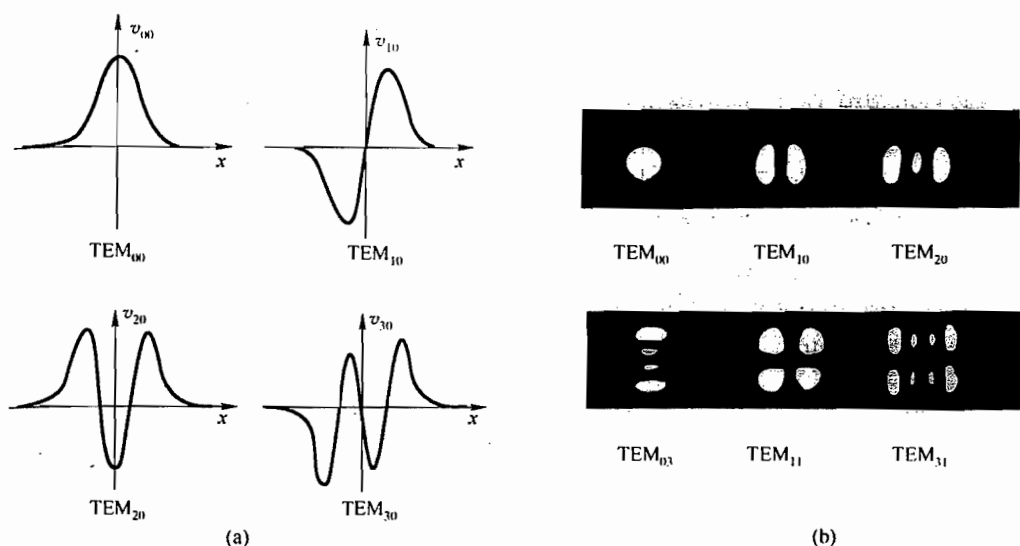 v₀₀
x
TEM₀₀
v₁₀
x
TEM₁₀
v₂₀
x
TEM₂₀
v₃₀
x
TEM₃₀
(a)
TEM₀₀ TEM₁₀ TEM₂₀
TEM₀₃ TEM₁₁ TEM₃₁
(b)